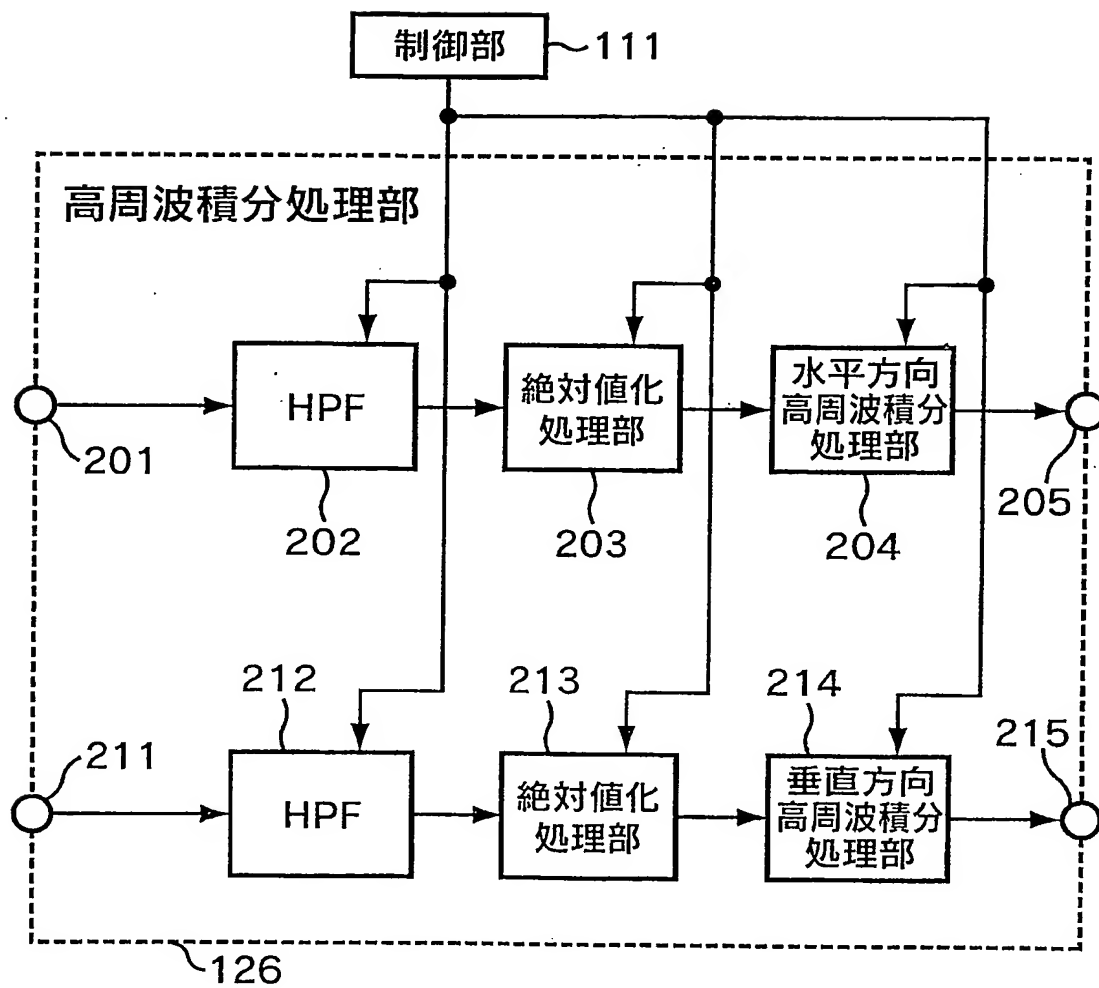 制御部
111
高周波積分処理部
HPF
絶対値化
処理部
水平方向
高周波積分
処理部
201
202
203
204
205
212
213
214
211
215
HPF
絶対値化
処理部
垂直方向
高周波積分
処理部
126